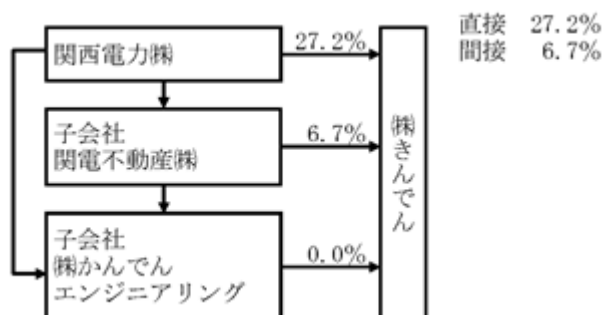 関西電力㈱
27.2%
子会社
関電不動産㈱
6.7%
子会社
㈱かんでん
エンジニアリング
0.0%
㈱きんでん
直接 27.2%
間接 6.7%